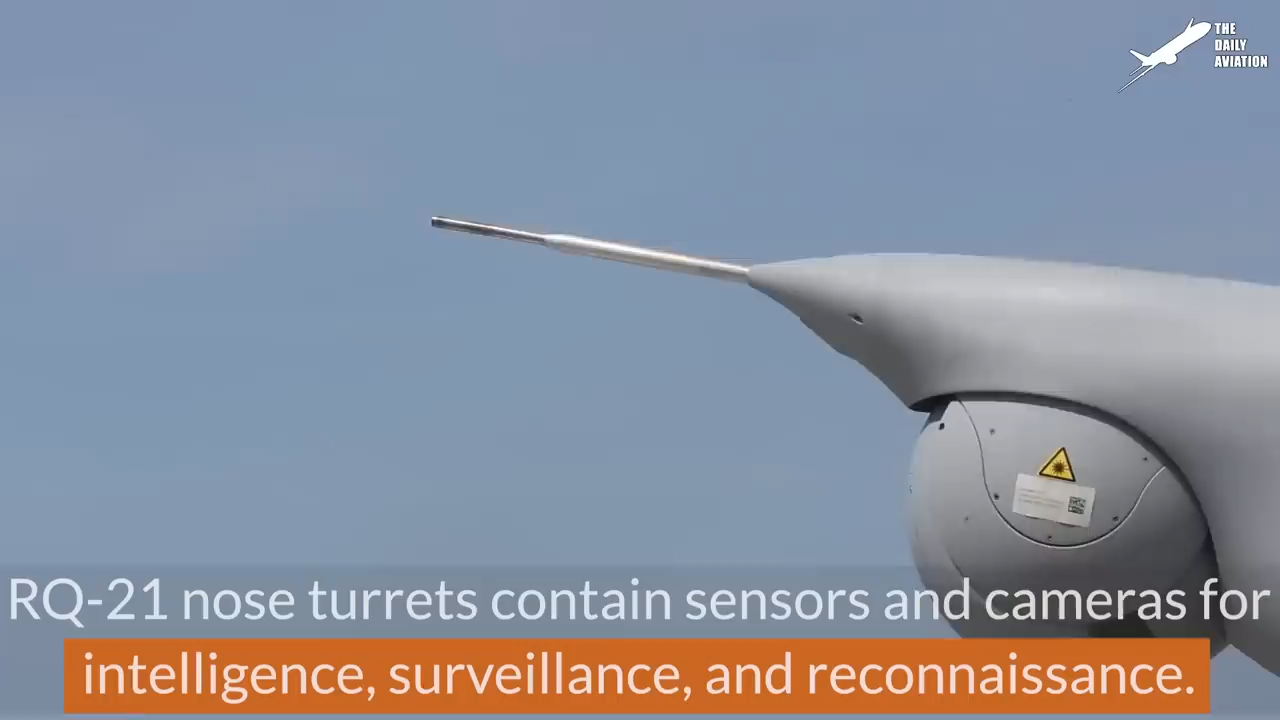 THE
DAILY
AVIATION
RQ-21 nose turrets contain sensors and cameras for
intelligence, surveillance, and reconnaissance.